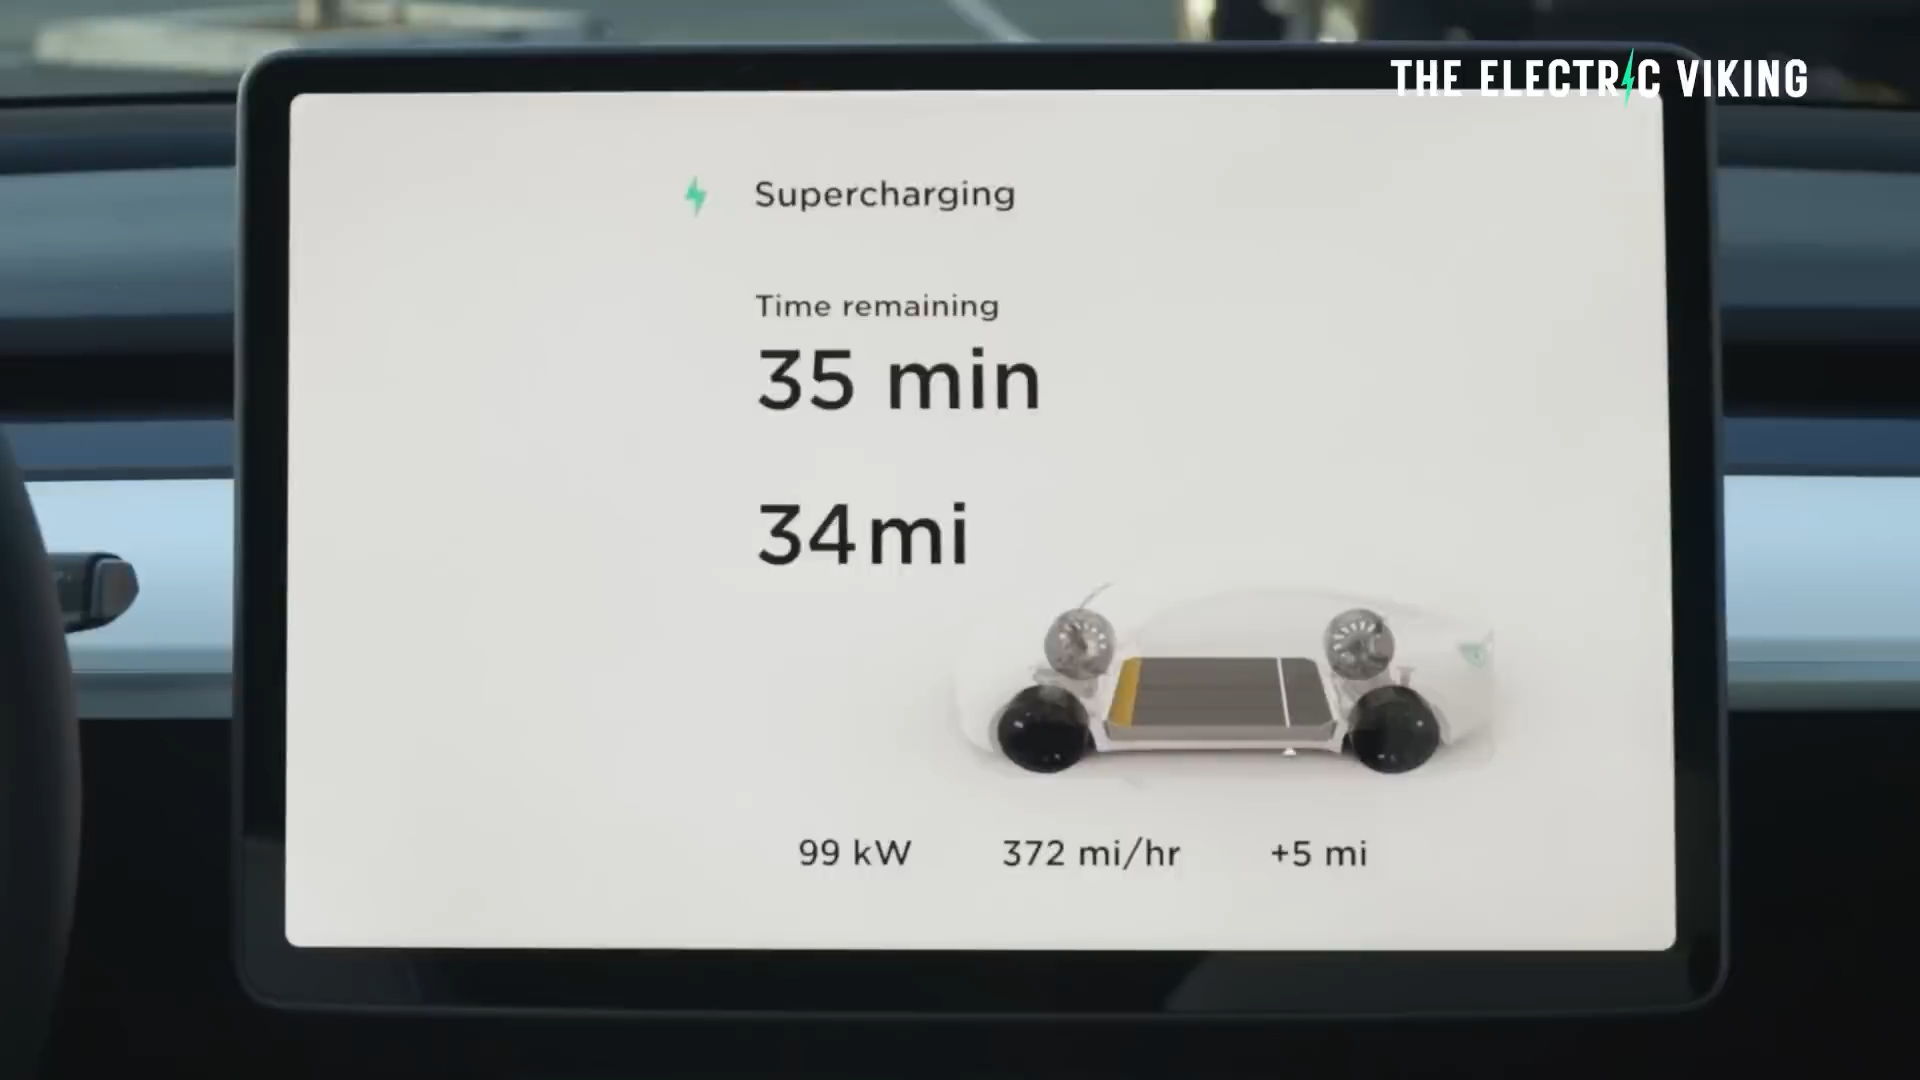 THE ELECTRIC VIKING
Supercharging
Time remaining
35 min
34 mi
99 kW 372 mi/hr +5 mi